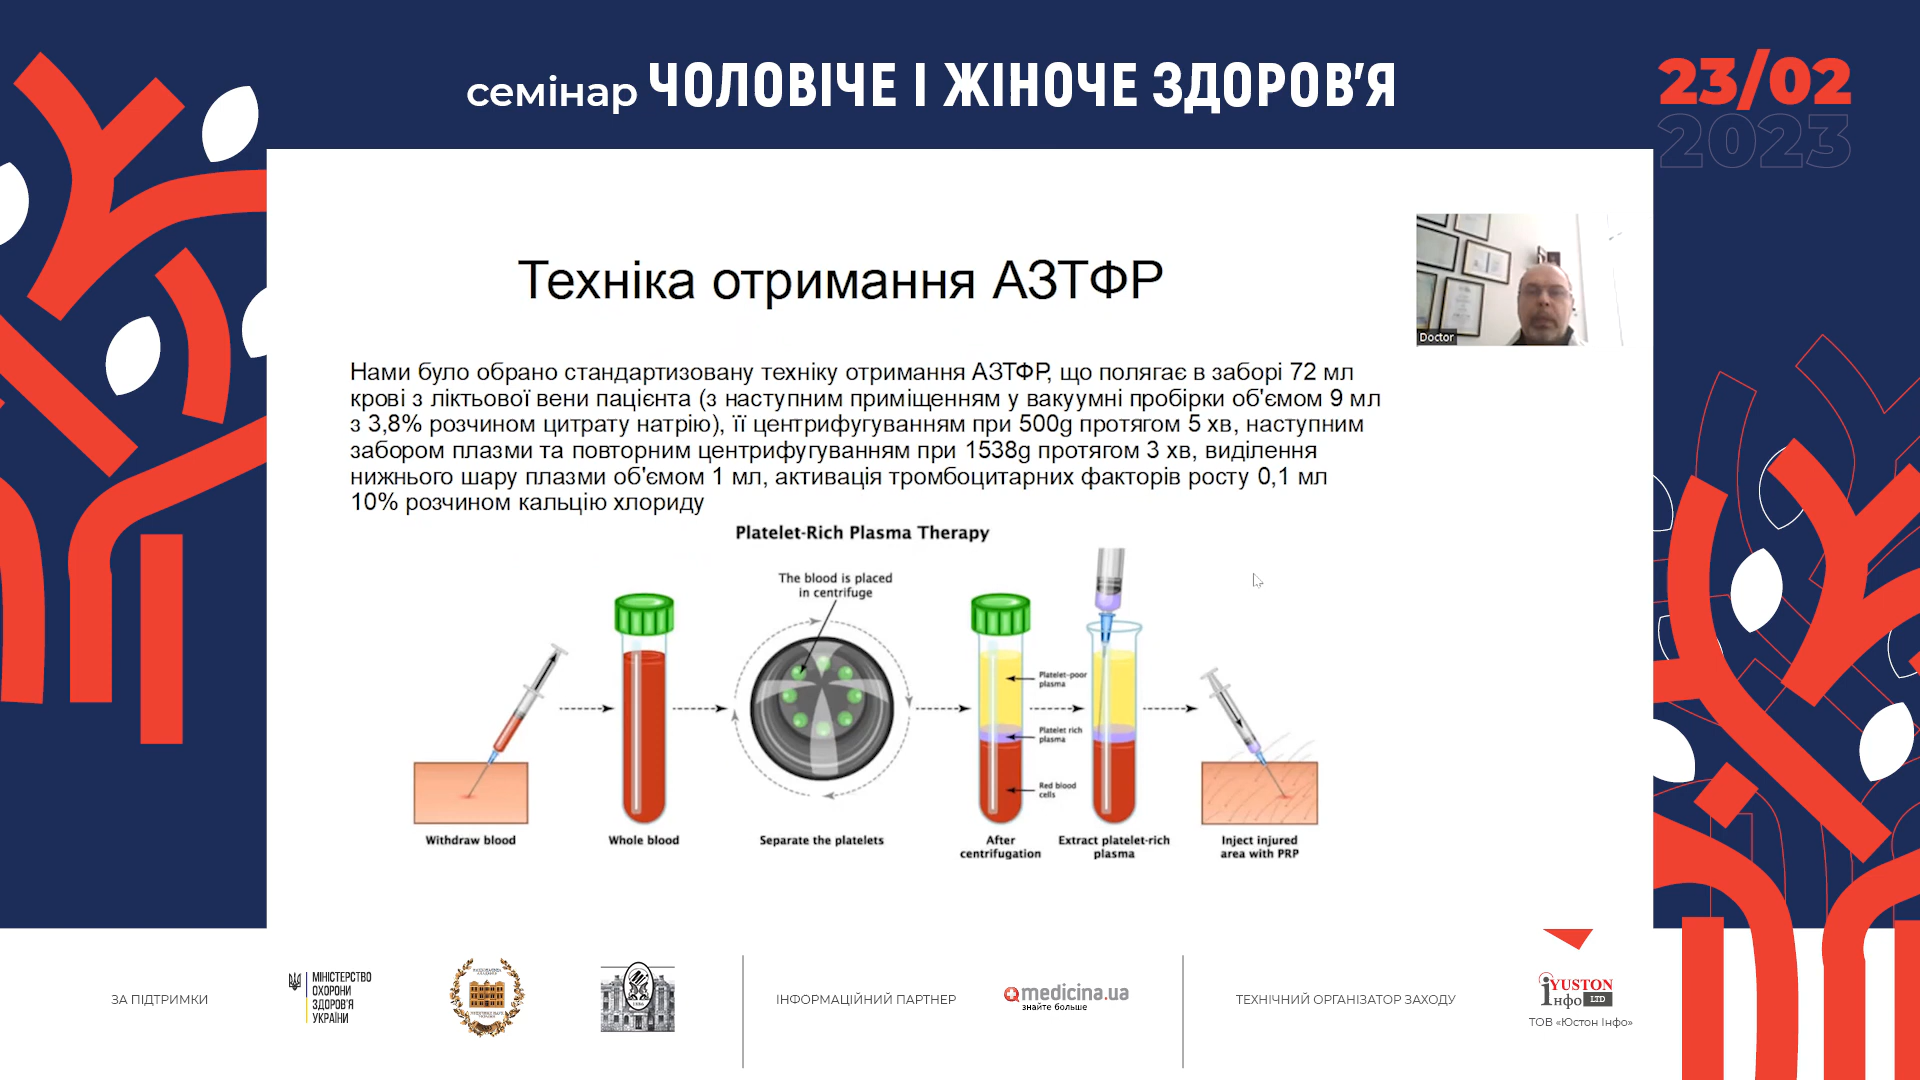 семінар ЧОЛОВІЧЕ І ЖІНОЧЕ ЗДОРОВ'Я
23/02
2023
Техніка отримання АЗТФР
Doctor
Нами було обрано стандартизовану техніку отримання АЗТФР, що полягає в заборі 72 мл
крові з ліктьової вени пацієнта (з наступним приміщенням у вакуумні пробірки об'ємом 9 мл
з 3,8% розчином цитрату натрію), її центрифугуванням при 500g протягом 5 хв, наступним
забором плазми та повторним центрифугуванням при 1538g протягом 3 хв, виділення
нижнього шару плазми об'ємом 1 мл, активація тромбоцитарних факторів росту 0,1 мл
10% розчином кальцію хлориду
Platelet-Rich Plasma Therapy
The blood is placed
in centrifuge
Platelet-poor
plasma
Platelet rich
plasma
Red blood
cells
Withdraw blood
Whole blood
Separate the platelets
After
centrifugation
Extract platelet-rich
plasma
Inject injured
area with PRP
ЗА ПІДТРИМКИ
МІНІСТЕРСТВО
ОХОРОНИ
ЗДОРОВ'Я
УКРАЇНИ
ІНФОРМАЦІЙНИЙ ПАРТНЕР
medicina.ua
знайте больше
ТЕХНІЧНИЙ ОРГАНІЗАТОР ЗАХОДУ
YUSTON
інфо LTD
ТОВ «Юстон Інфо»